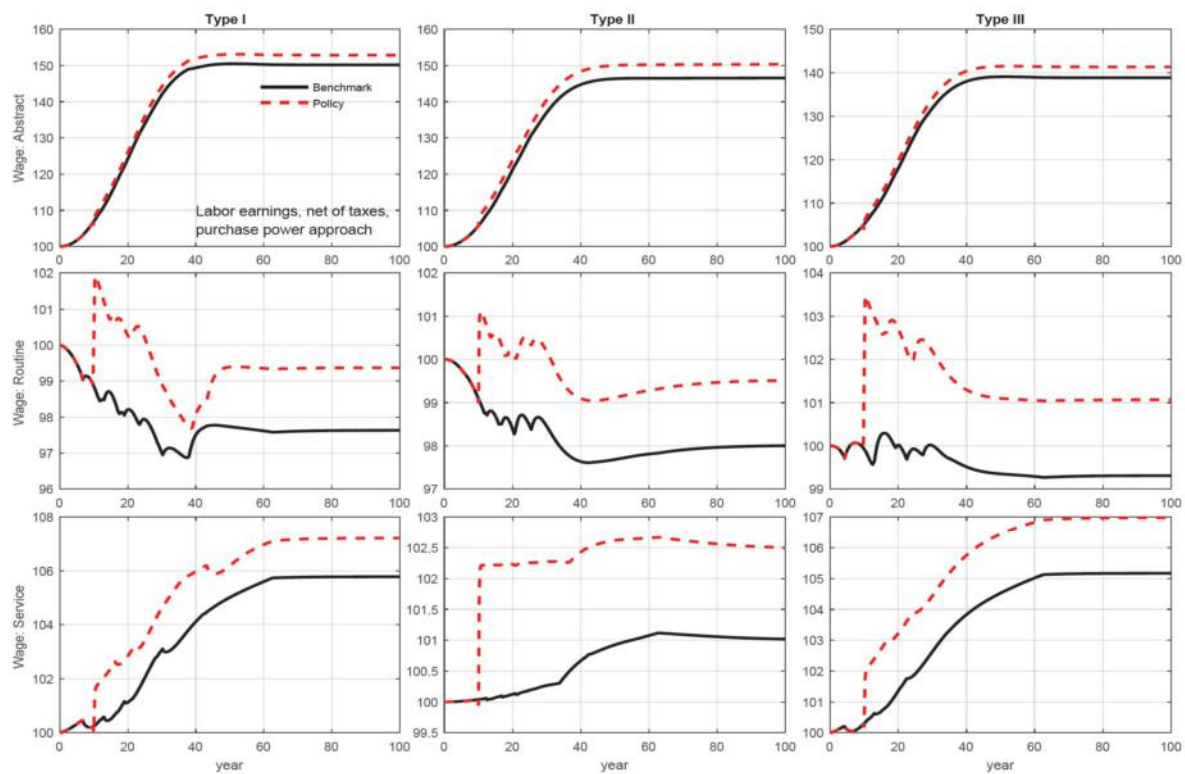 Type I
Type II
Type III
Wage: Abstract
160
150
140
130
120
110
100
0 20 40 60 80 100
Benchmark
Policy
Labor earnings, net of taxes,
purchase power approach
160
150
140
130
120
110
100
0 20 40 60 80 100
150
140
130
120
110
100
0 20 40 60 80 100
Wage: Routine
102
101
100
99
98
97
96
0 20 40 60 80 100
102
101
100
99
98
97
0 20 40 60 80 100
104
103
102
101
100
99
0 20 40 60 80 100
Wage: Service
108
106
104
102
100
0 20 40 60 80 100
year
103
102.5
102
101.5
101
100.5
100
99.5
0 20 40 60 80 100
year
107
106
105
104
103
102
101
100
0 20 40 60 80 100
year